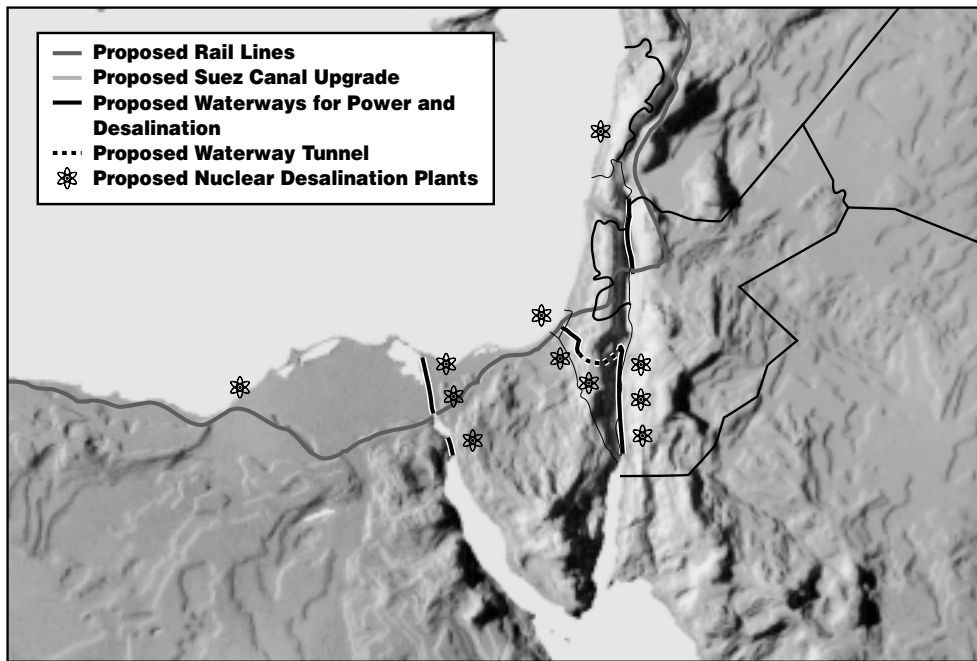 Proposed Rail Lines
Proposed Suez Canal Upgrade
Proposed Waterways for Power and
Desalination
Proposed Waterway Tunnel
Proposed Nuclear Desalination Plants